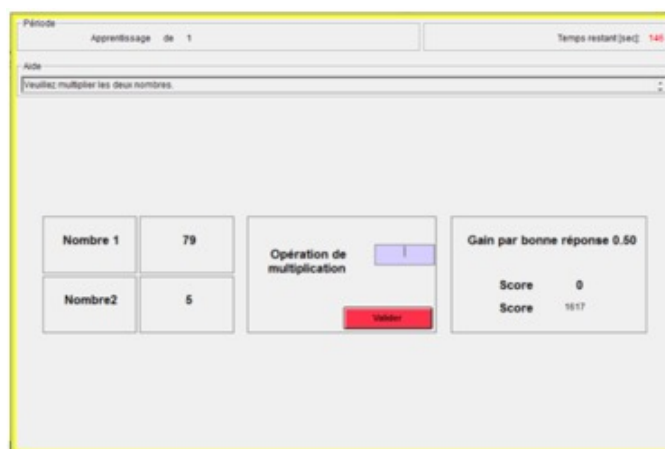 Période
Apprentissage de 1
Temps restant [sec]: 146
Aide
Veuillez multiplier les deux nombres.
Nombre 1
79
Nombre2
5
Opération de
multiplication
Valider
Gain par bonne réponse 0.50
Score 0
Score 1617